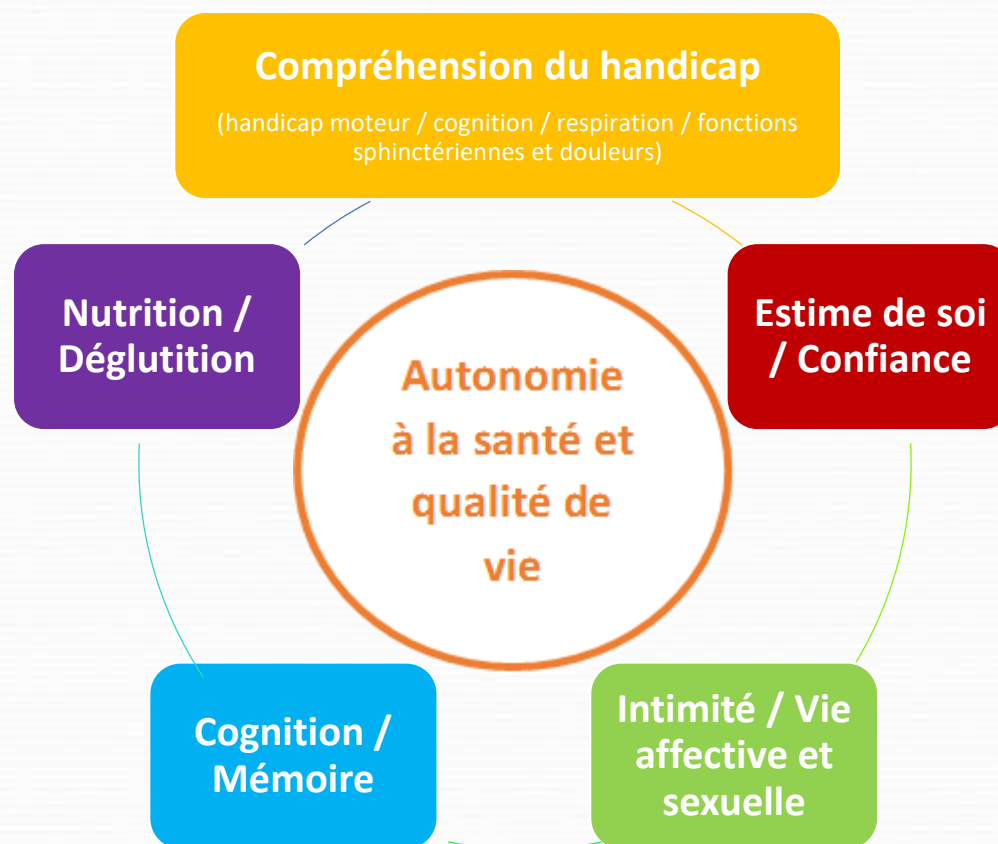 Compréhension du handicap
(handicap moteur / cognition / respiration / fonctions
sphinctériennes et douleurs)
Nutrition /
Déglutition
Estime de soi
/ Confiance
Autonomie
à la santé et
qualité de
vie
Cognition /
Mémoire
Intimité / Vie
affective et
sexuelle